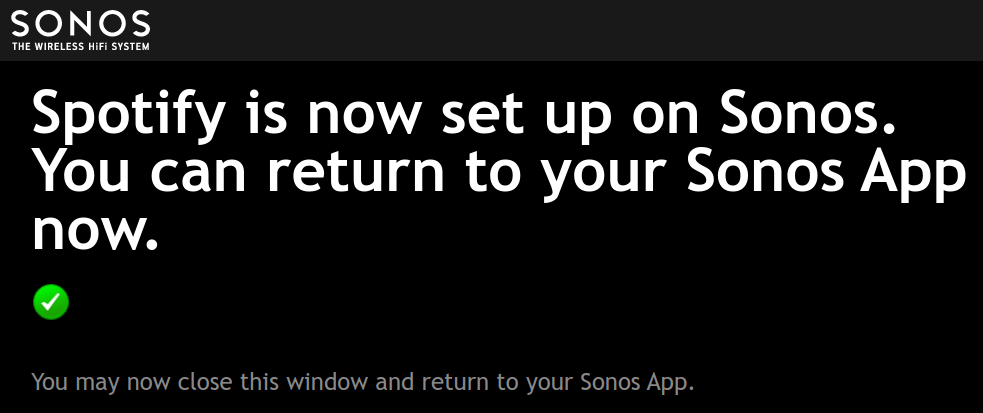 SONOS
THE WIRELESS HiFi SYSTEM
Spotify is now set up on Sonos.
You can return to your Sonos App
now.
You may now close this window and return to your Sonos App.